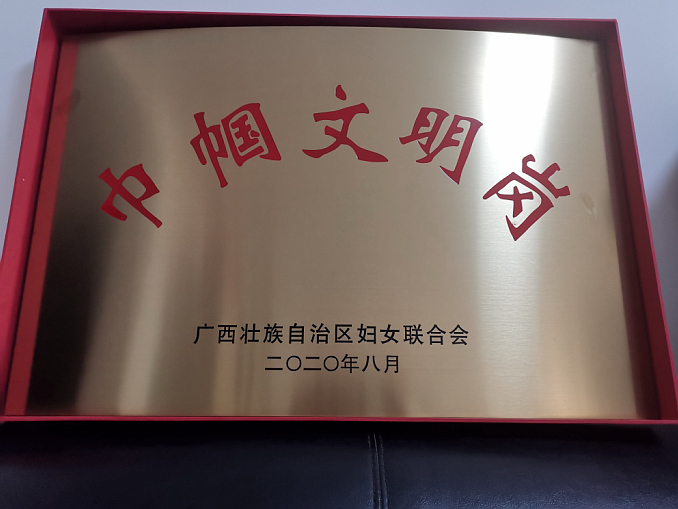 巾帼文明岗
广西壮族自治区妇女联合会
二〇二〇年八月